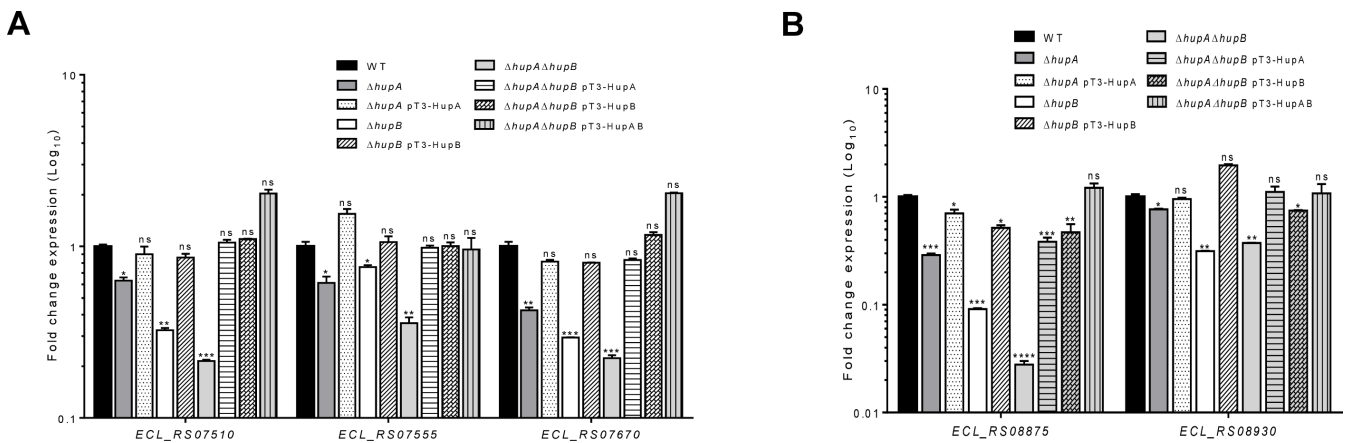 A
WT
ΔhupA
ΔhupA pT3-HupA
ΔhupB
ΔhupB pT3-HupB
ΔhupAΔhupB
ΔhupAΔhupB pT3-HupA
ΔhupAΔhupB pT3-HupB
ΔhupAΔhupB pT3-HupAB
Fold change expression (Log10)
10
1
0.1
* ns ns ** ns *** ns ns ns
* ns * ns *** ns ns ns
** ns *** ns *** ns ns ns
ECL_RS07510
ECL_RS07555
ECL_RS07670
B
WT
ΔhupA
ΔhupA pT3-HupA
ΔhupB
ΔhupB pT3-HupB
ΔhupAΔhupB
ΔhupAΔhupB pT3-HupA
ΔhupAΔhupB pT3-HupB
ΔhupAΔhupB pT3-HupAB
Fold change expression (Log10)
10
1
0.1
0.01
*** * *** * **** *** ** ns
* ns ** ns ** ns * ns
ECL_RS08875
ECL_RS08930